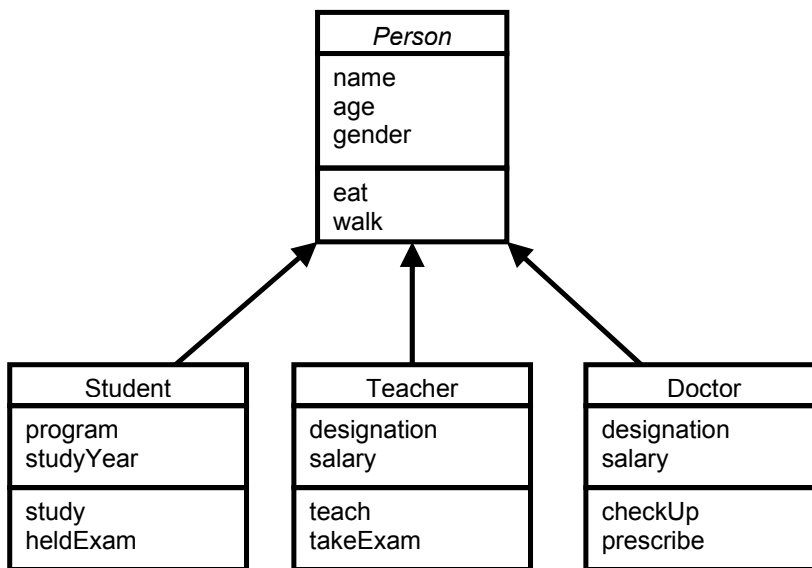 Person
name
age
gender
eat
walk
Student
program
studyYear
study
heldExam
Teacher
designation
salary
teach
takeExam
Doctor
designation
salary
checkUp
prescribe